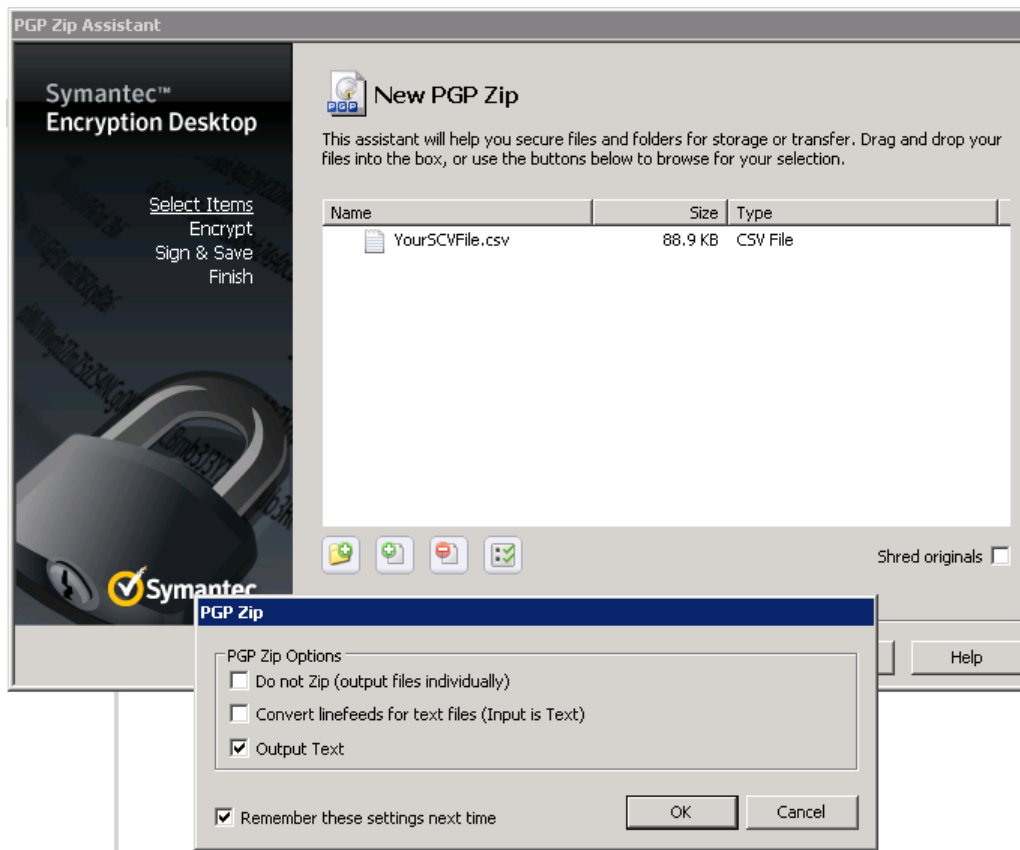 PGP Zip Assistant
Symantec™
Encryption Desktop
Select Items
Encrypt
Sign & Save
Finish
Symantec
PGP
New PGP Zip
This assistant will help you secure files and folders for storage or transfer. Drag and drop your
files into the box, or use the buttons below to browse for your selection.
Name Size Type
YourSCVFile.csv 88.9 KB CSV File
Shred originals
Help
PGP Zip
PGP Zip Options
Do not Zip (output files individually)
Convert linefeeds for text files (Input is Text)
Output Text
Remember these settings next time
OK Cancel